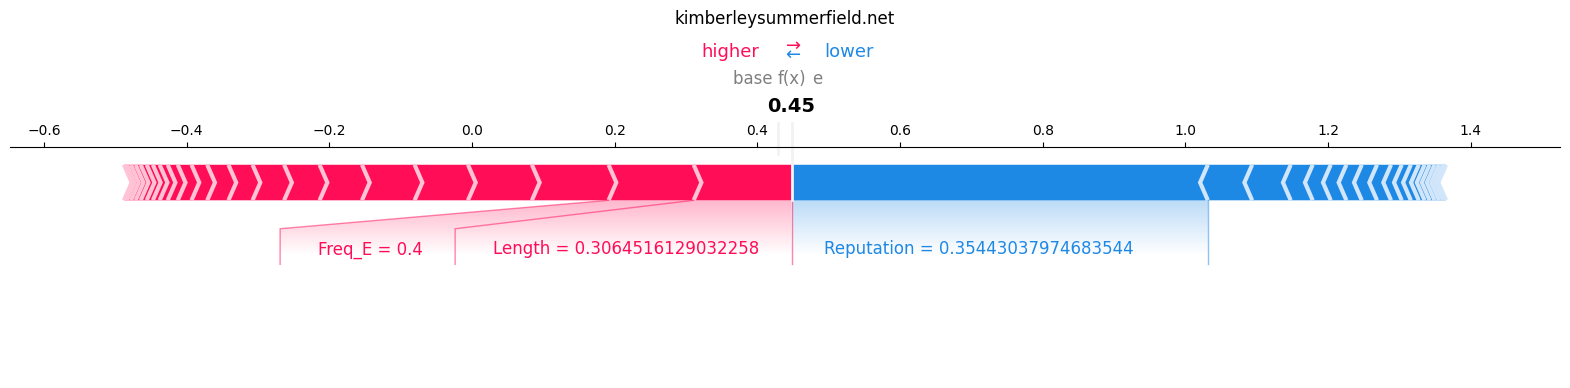 kimberleysummerfield.net
higher ⇄ lower
base f(x) e
0.45
−0.6 −0.4 −0.2 0.0 0.2 0.4 0.6 0.8 1.0 1.2 1.4
Freq_E = 0.4 Length = 0.3064516129032258 Reputation = 0.35443037974683544